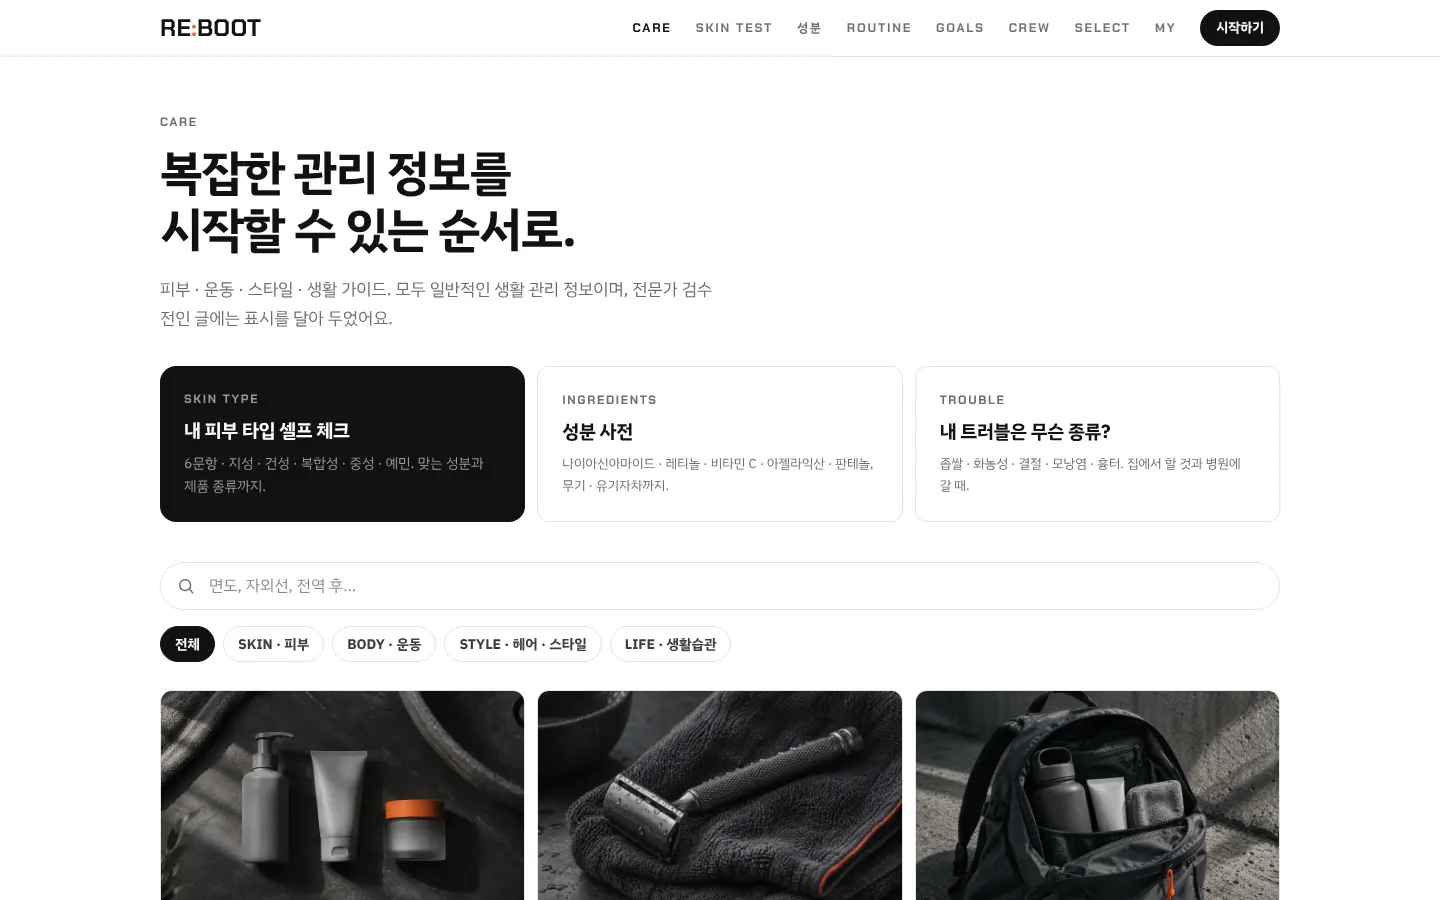 RE:BOOT
CARE
SKIN TEST
성분
ROUTINE
GOALS
CREW
SELECT
MY
시작하기
CARE
복잡한 관리 정보를
시작할 수 있는 순서로.
피부 · 운동 · 스타일 · 생활 가이드. 모두 일반적인 생활 관리 정보이며, 전문가 검수
전인 글에는 표시를 달아 두었어요.
SKIN TYPE
내 피부 타입 셀프 체크
6문항 · 지성 · 건성 · 복합성 · 중성 · 예민. 맞는 성분과
제품 종류까지.
INGREDIENTS
성분 사전
나이아신아마이드 · 레티놀 · 비타민 C · 아젤라익산 · 판테놀,
무기 · 유기자차까지.
TROUBLE
내 트러블은 무슨 종류?
좁쌀 · 화농성 · 결절 · 모낭염 · 흉터. 집에서 할 것과 병원에
갈 때.
면도, 자외선, 전역 후...
전체
SKIN · 피부
BODY · 운동
STYLE · 헤어 · 스타일
LIFE · 생활습관